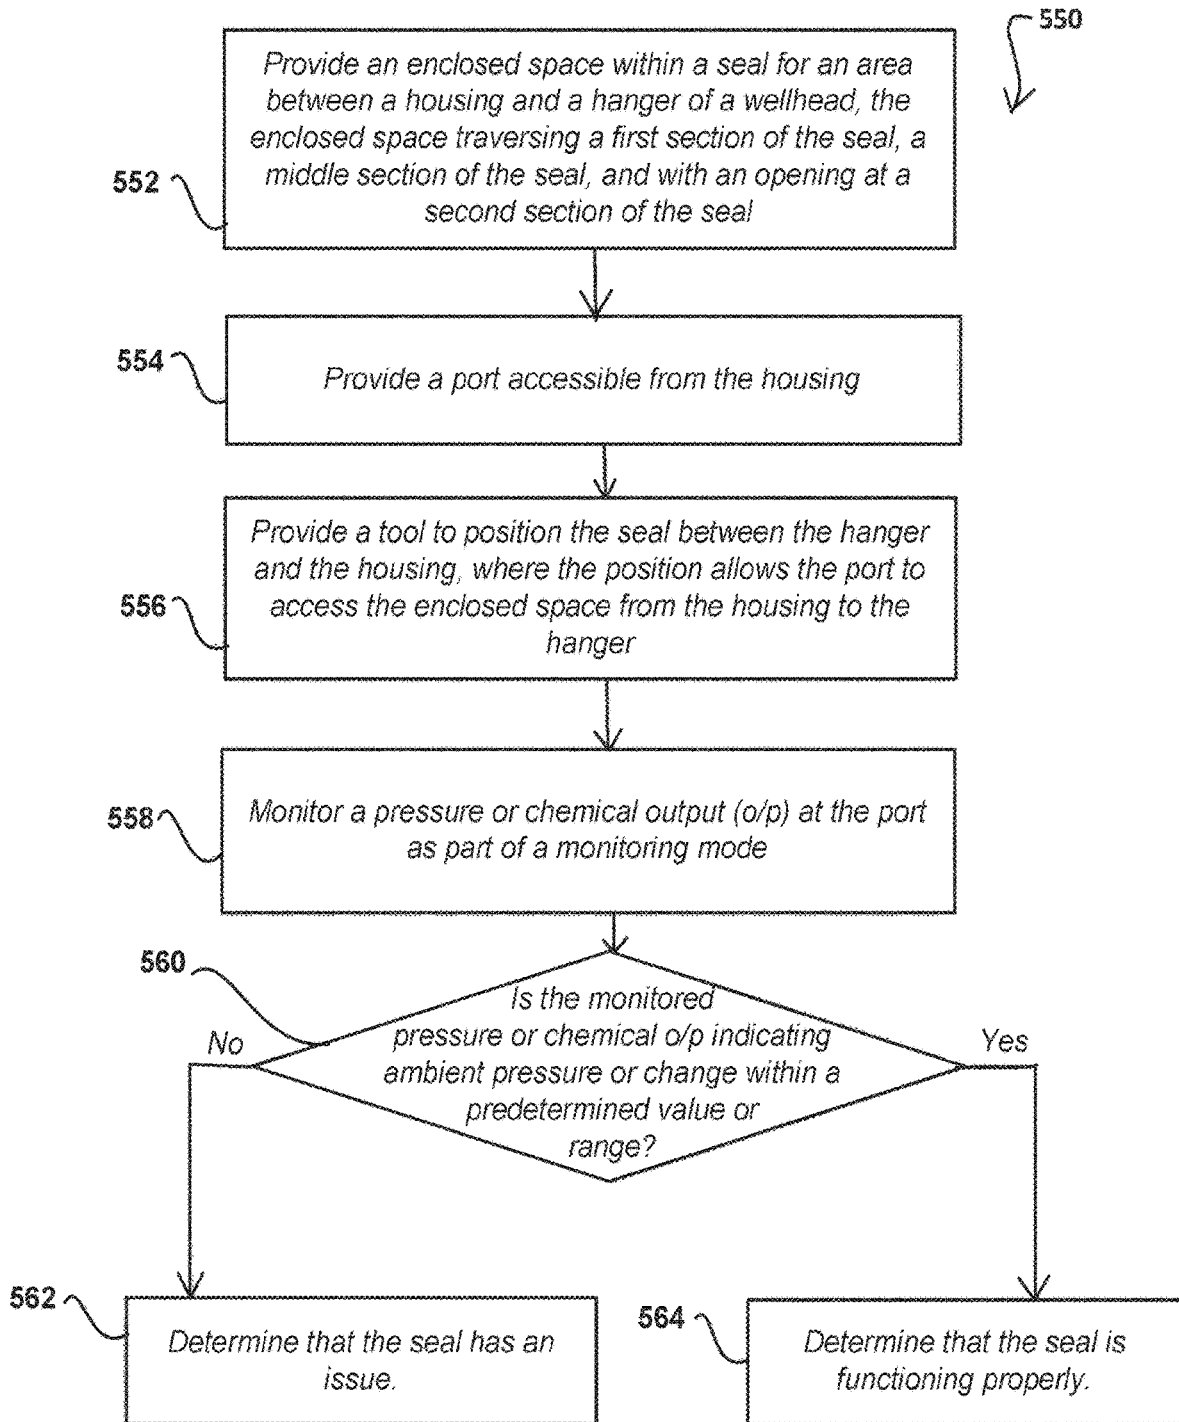 550
Provide an enclosed space within a seal for an area
between a housing and a hanger of a wellhead, the
enclosed space traversing a first section of the seal, a
middle section of the seal, and with an opening at a
second section of the seal
552
554
Provide a port accessible from the housing
Provide a tool to position the seal between the hanger
and the housing, where the position allows the port to
access the enclosed space from the housing to the
hanger
556
558
Monitor a pressure or chemical output (o/p) at the port
as part of a monitoring mode
560
Is the monitored
pressure or chemical o/p indicating
ambient pressure or change within a
predetermined value or
range?
No
Yes
562
Determine that the seal has an
issue.
564
Determine that the seal is
functioning properly.